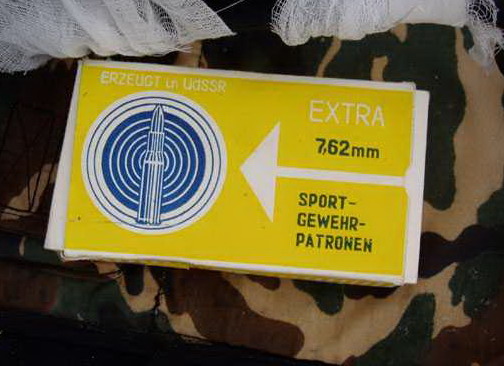 ERZEUGT in UdSSR
EXTRA
7,62mm
SPORT-
GEWEHR-
PATRONEN